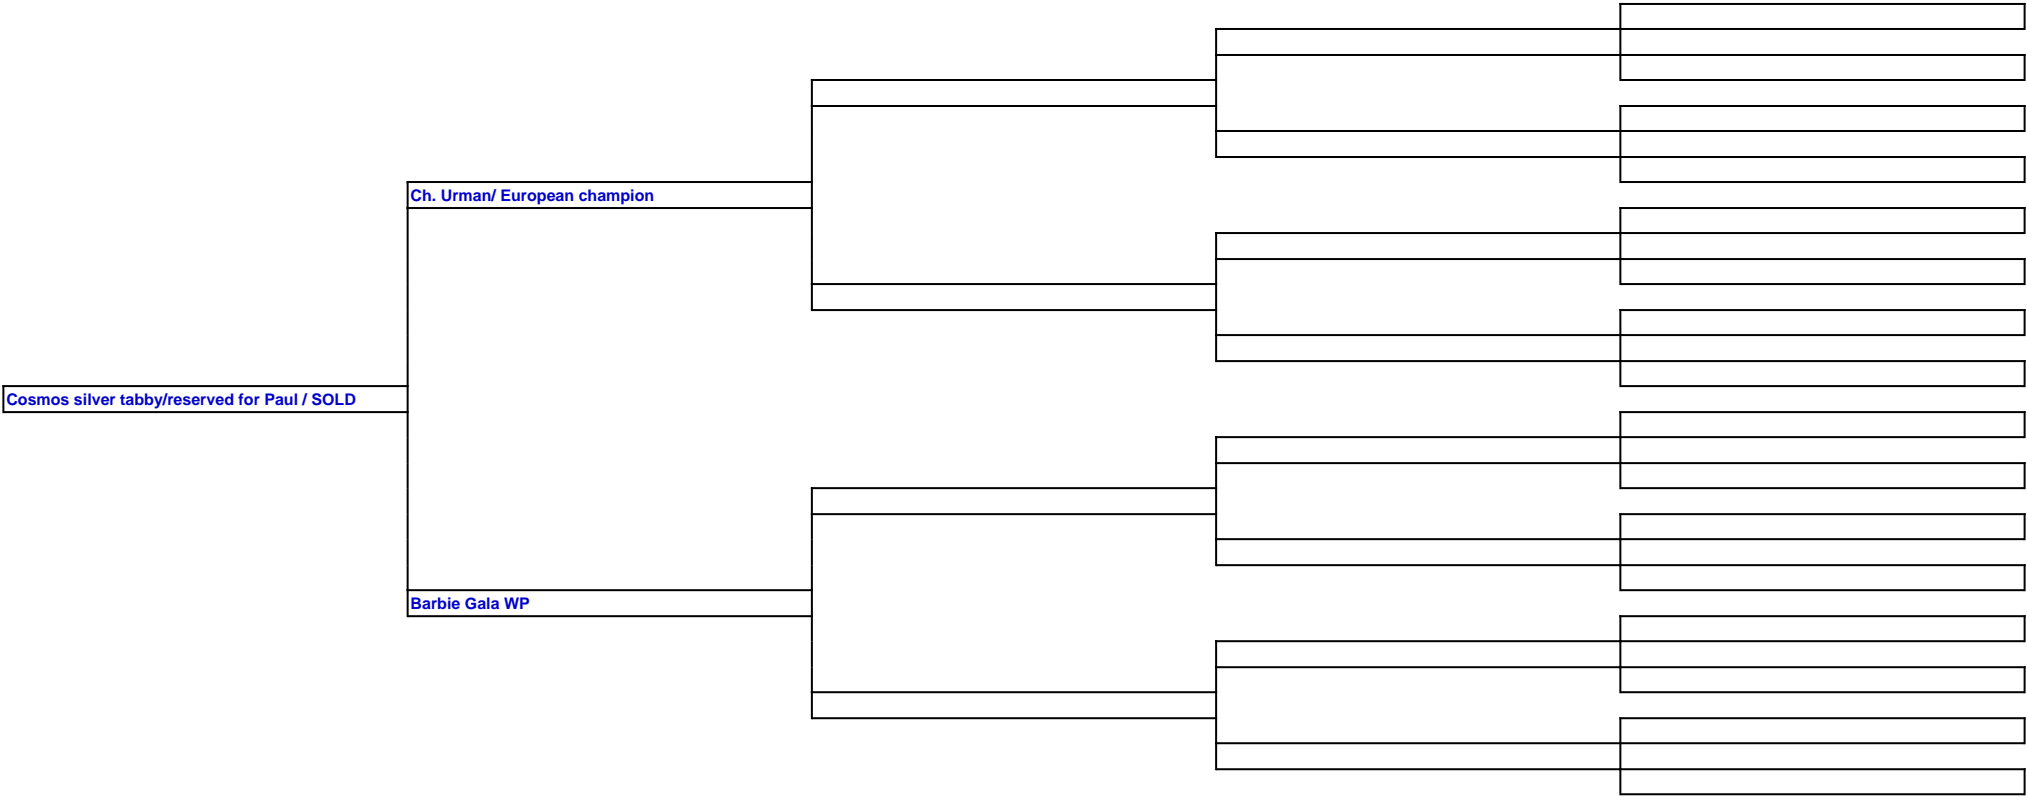 Ch. Urman/ European champion
Cosmos silver tabby/reserved for Paul / SOLD
Barbie Gala WP